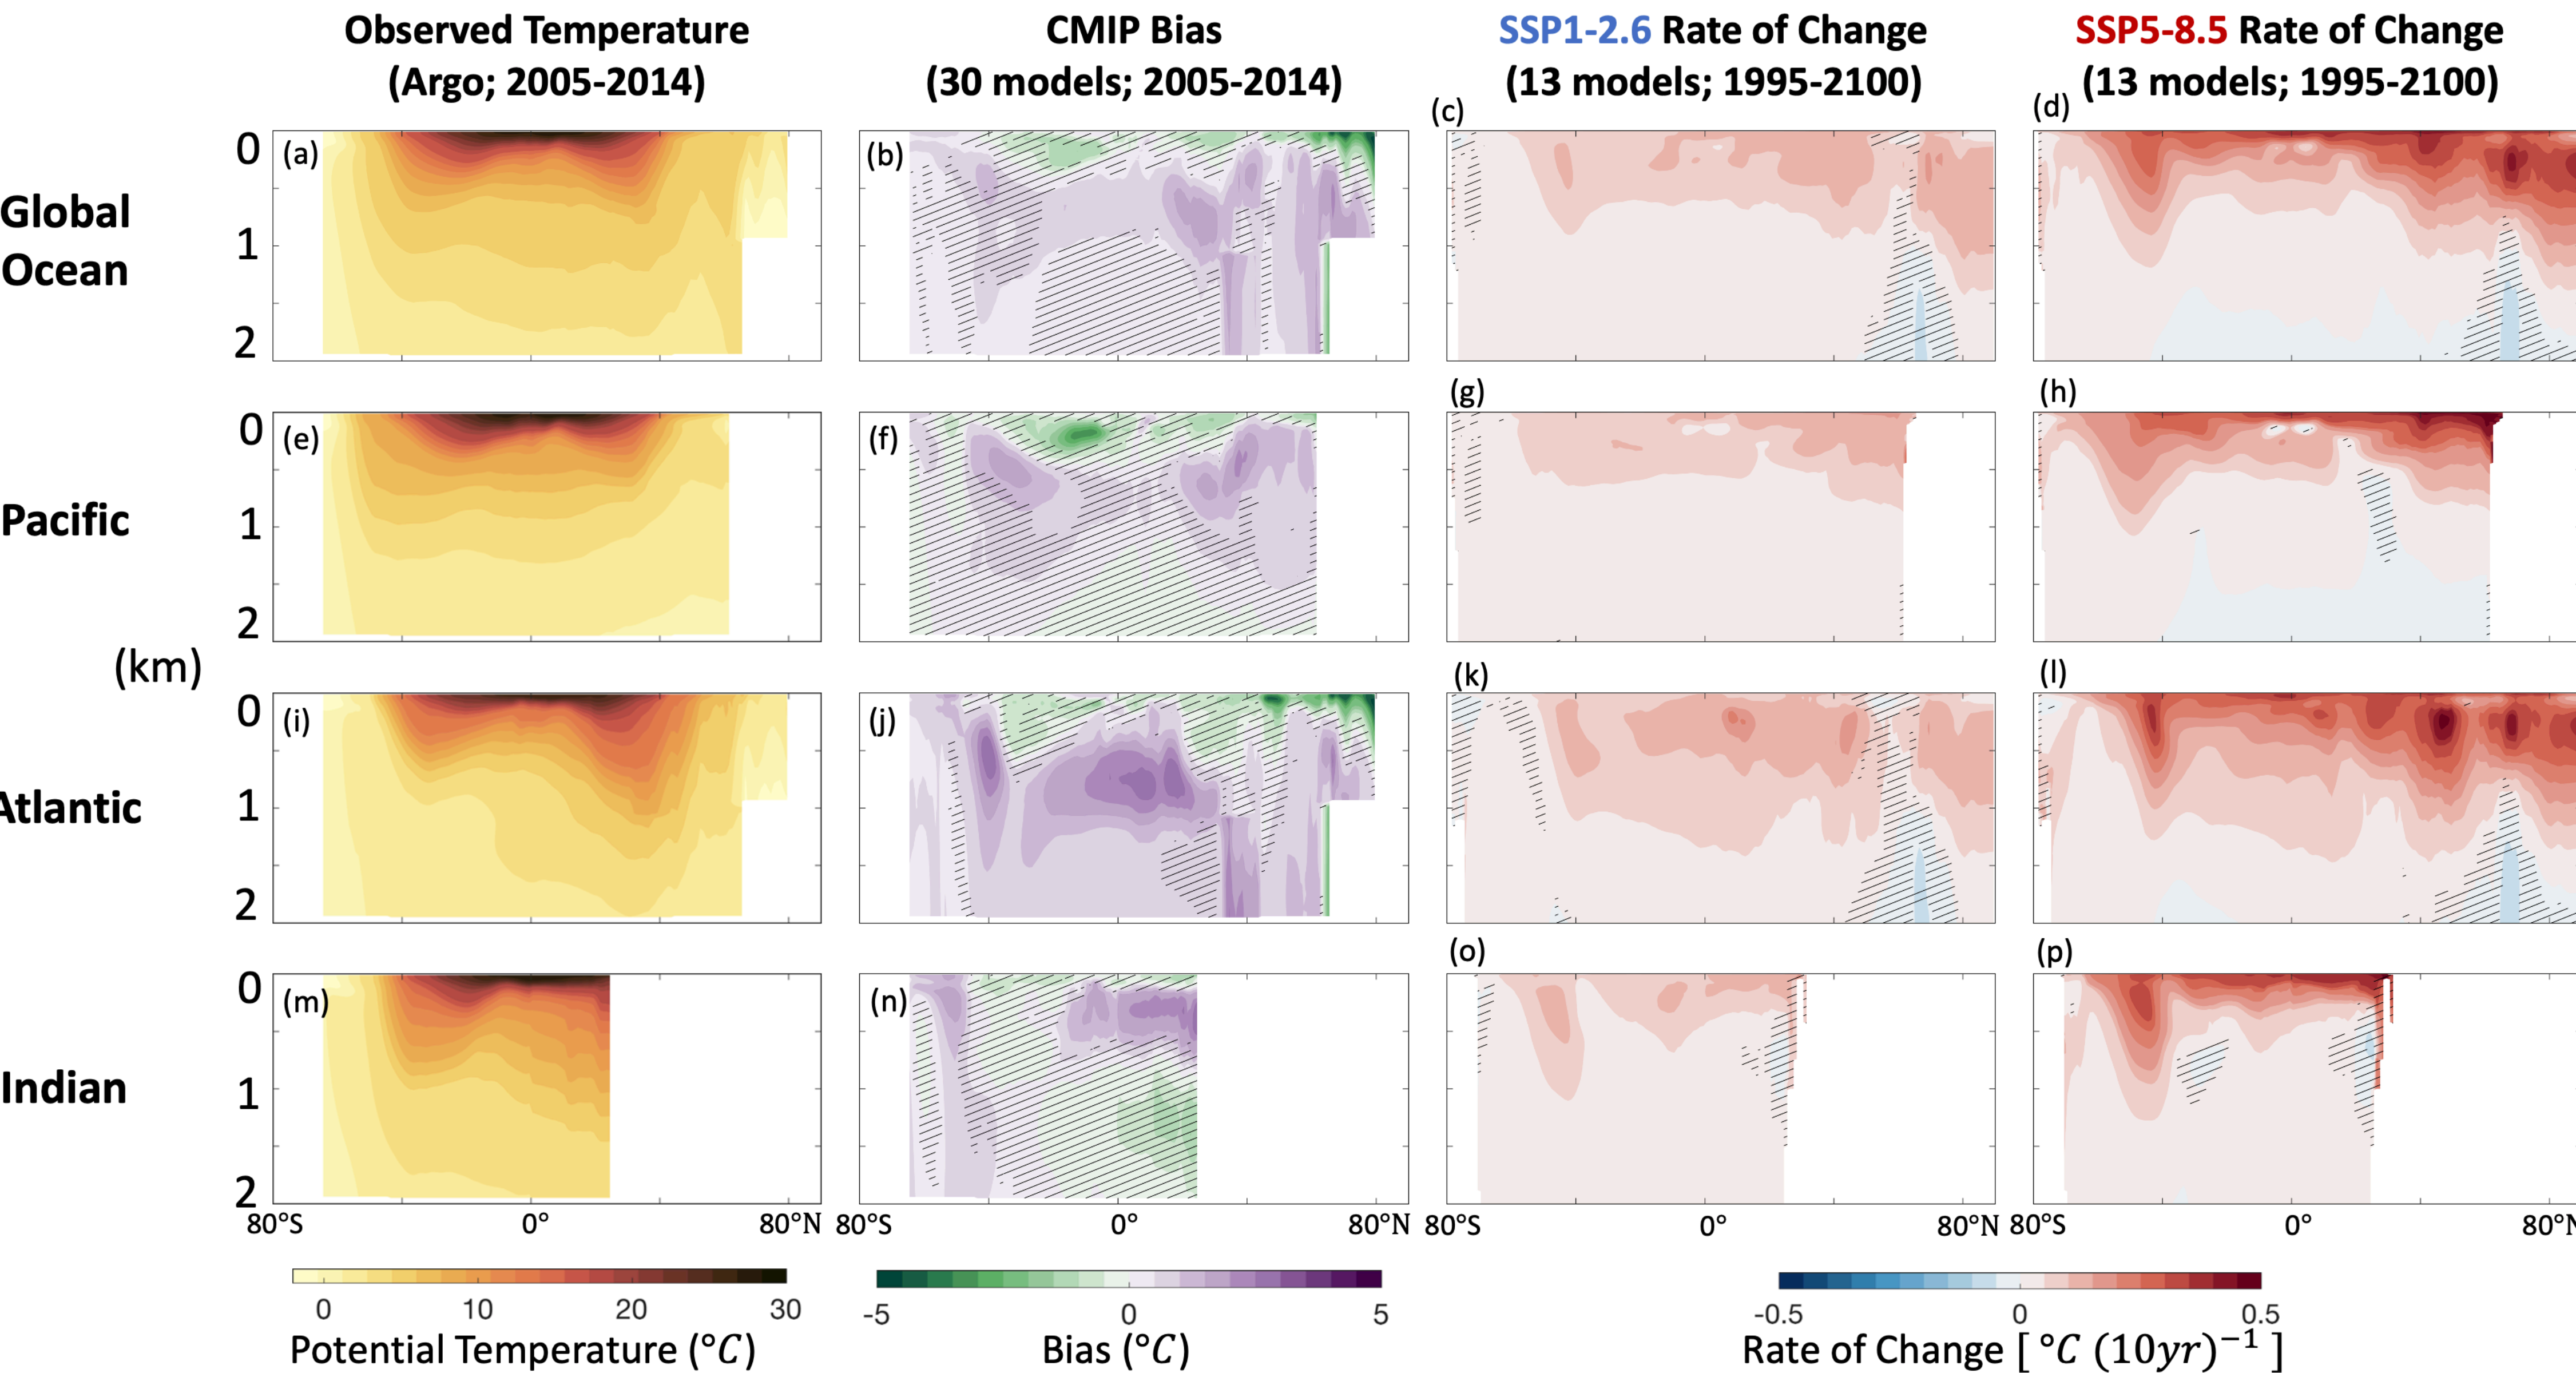 Observed Temperature
(Argo; 2005-2014)
CMIP Bias
(30 models; 2005-2014)
SSP1-2.6 Rate of Change
(13 models; 1995-2100)
SSP5-8.5 Rate of Change
(13 models; 1995-2100)
Global
Ocean
0
1
2
(a)
(b)
(c)
(d)
Pacific
0
1
2
(e)
(f)
(g)
(h)
(km)
Atlantic
0
1
2
(i)
(j)
(k)
(l)
Indian
0
1
2
(m)
(n)
(o)
(p)
80°S 0° 80°N
80°S 0° 80°N
80°S 0° 80°N
80°S 0° 80°N
0 10 20 30
Potential Temperature (°C)
-5 0 5
Bias (°C)
-0.5 0 0.5
Rate of Change [ °C (10yr)⁻¹ ]